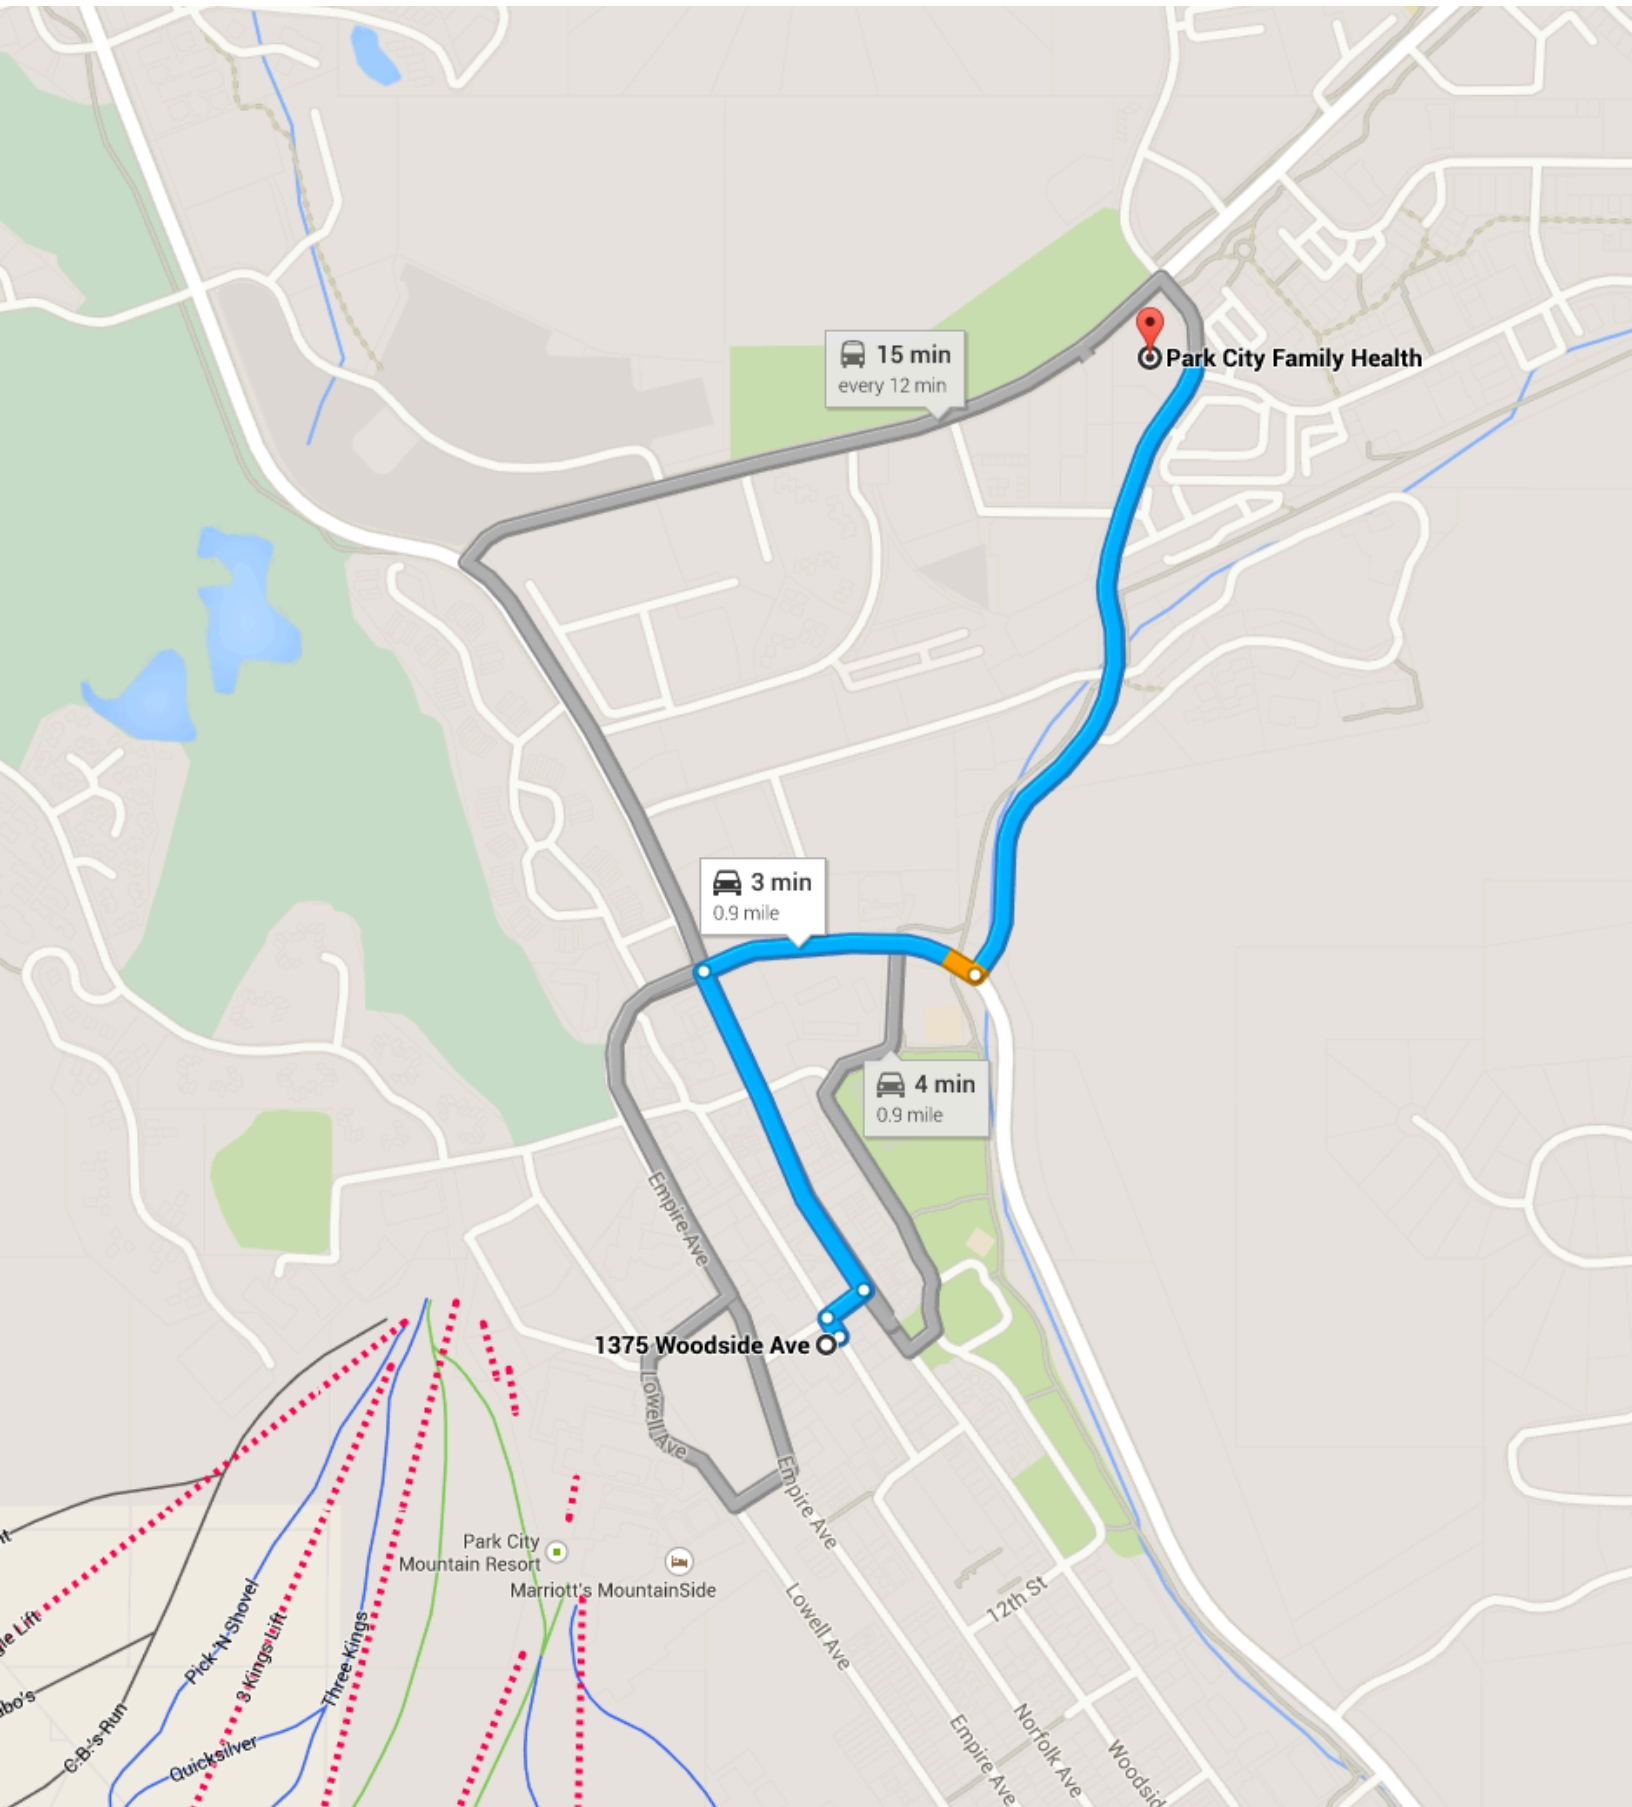 15 min
every 12 min
Park City Family Health
3 min
0.9 mile
4 min
0.9 mile
Empire Ave
1375 Woodside Ave
Lowell Ave
Empire Ave
Park City
Mountain Resort
Marriott's MountainSide
12th St
Lowell Ave
Pick 'N Shovel
3 Kings Lift
Three Kings
Quicksilver
C.B.'s Run
Lift
Empire Ave
Norfolk Ave
Woodsid